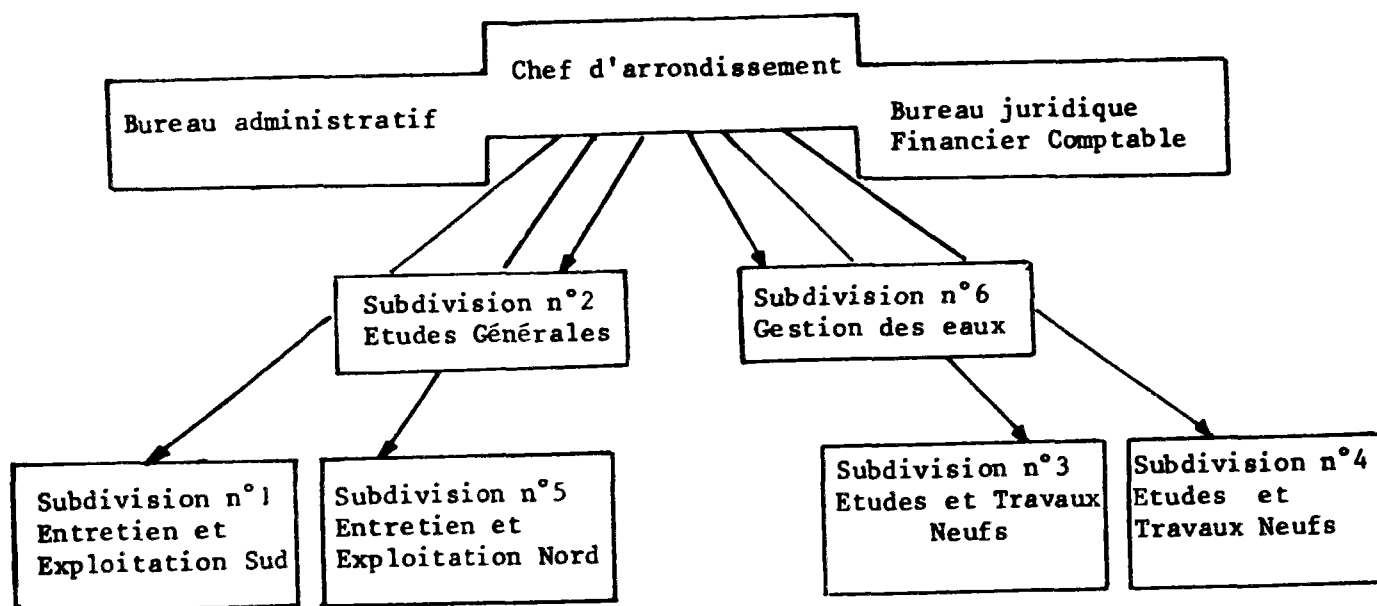 Chef d'arrondissement
Bureau administratif
Bureau juridique
Financier Comptable
Subdivision n°2
Etudes Générales
Subdivision n°6
Gestion des eaux
Subdivision n°1
Entretien et
Exploitation Sud
Subdivision n°5
Entretien et
Exploitation Nord
Subdivision n°3
Etudes et Travaux
Neufs
Subdivision n°4
Etudes et
Travaux Neufs